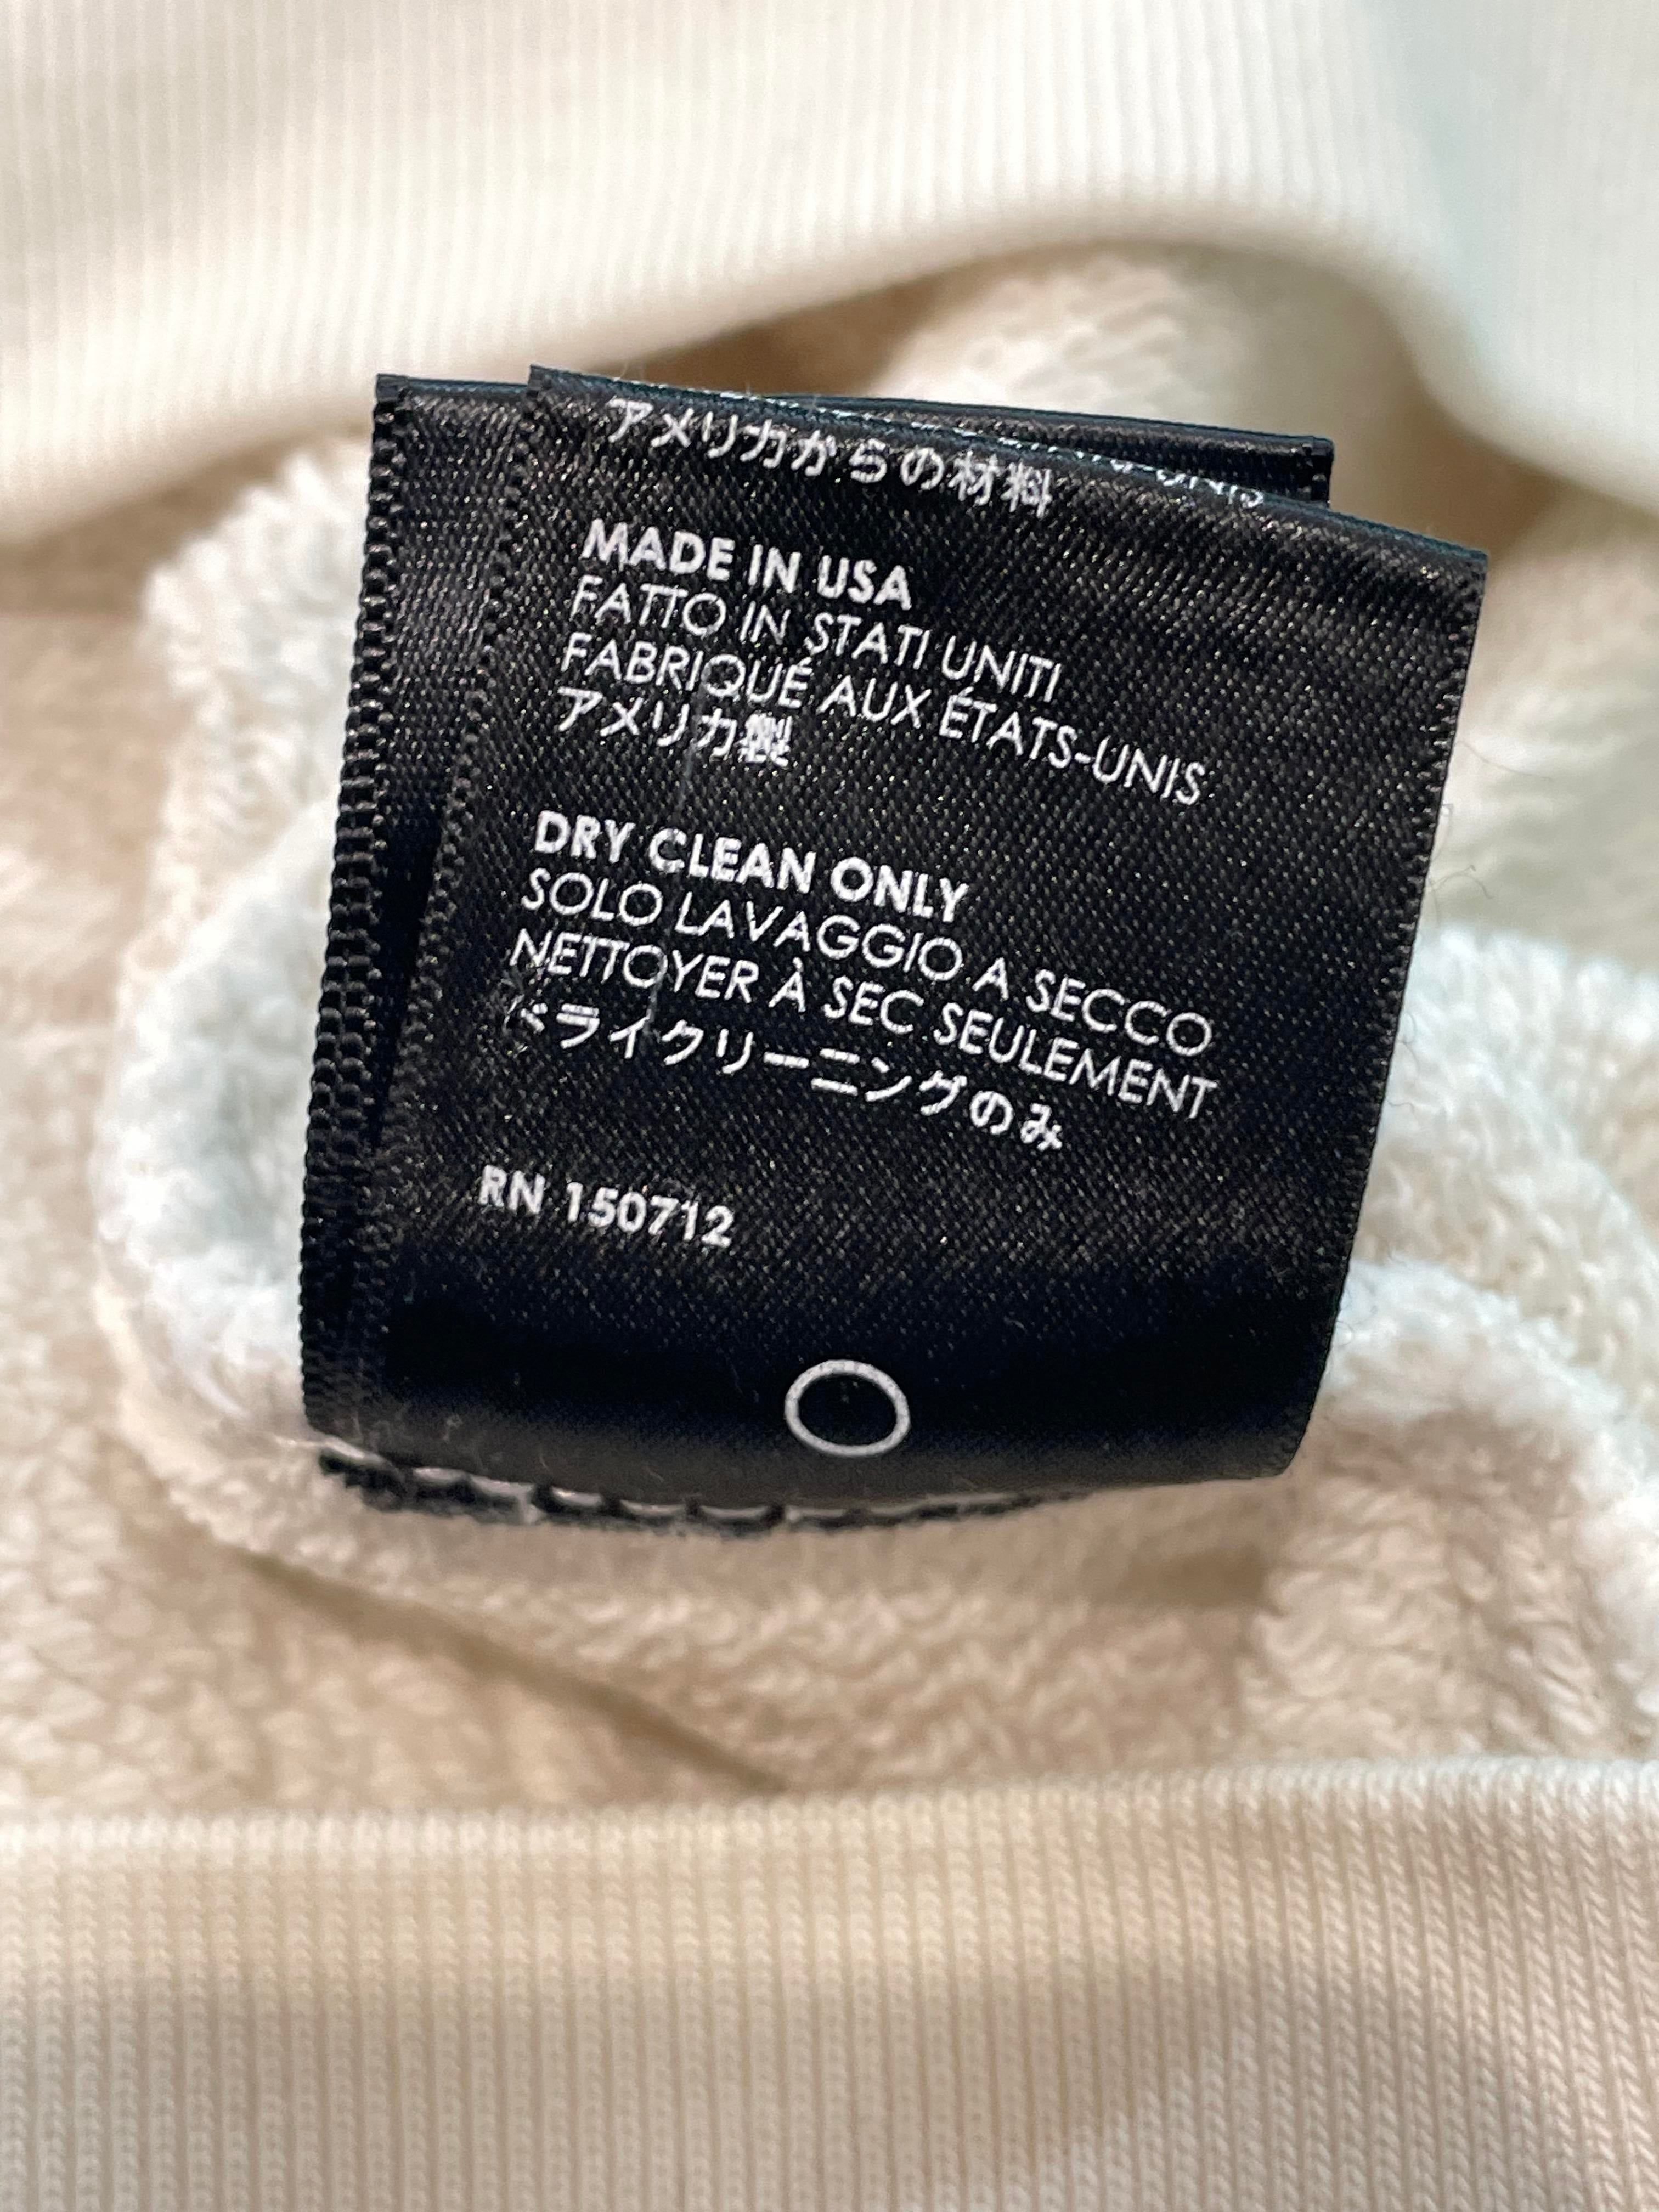 アメリカからの材料
MADE IN USA
FATTO IN STATI UNITI
FABRIQUÉ AUX ÉTATS-UNIS
アメリカ製
DRY CLEAN ONLY
SOLO LAVAGGIO A SECCO
NETTOYER À SEC SEULEMENT
ドライクリーニングのみ
RN 150712